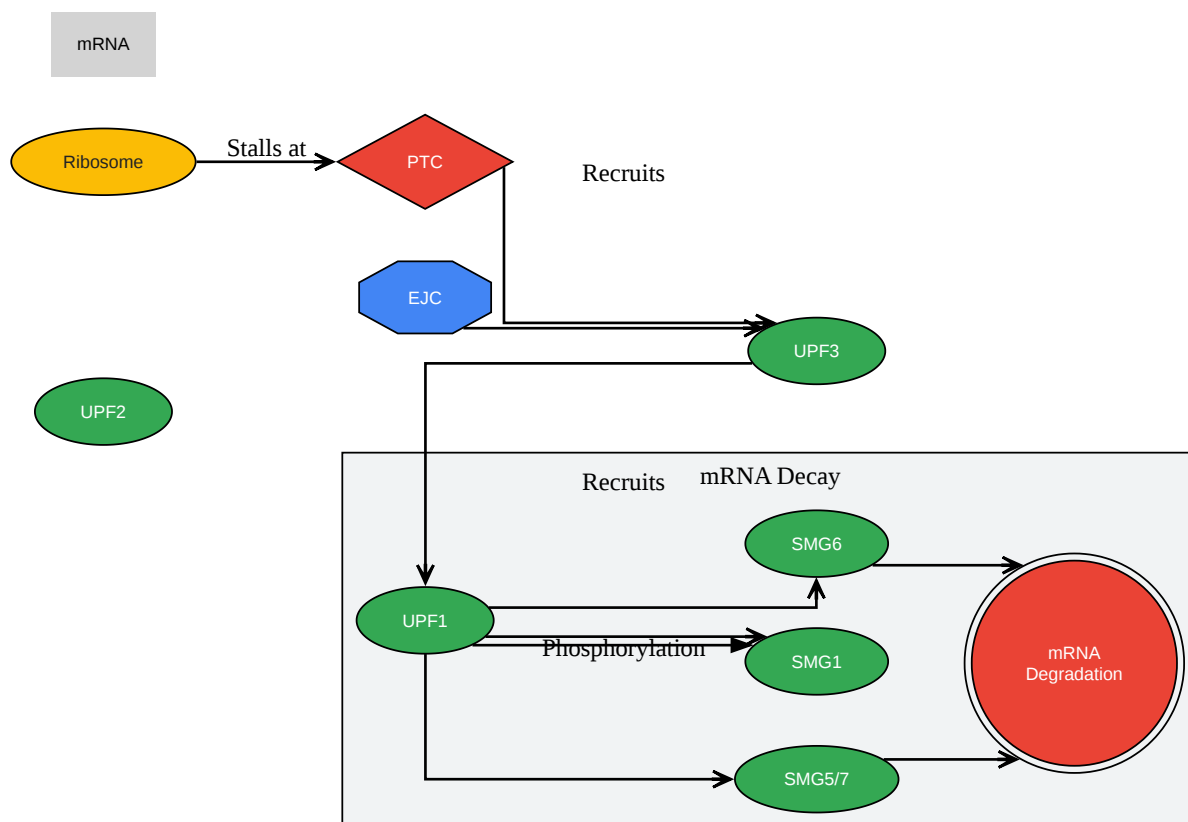 mRNA
Ribosome
Stalls at
PTC
Recruits
EJC
UPF3
UPF2
Recruits
mRNA Decay
SMG6
UPF1
Phosphorylation
SMG1
mRNA
Degradation
SMG5/7